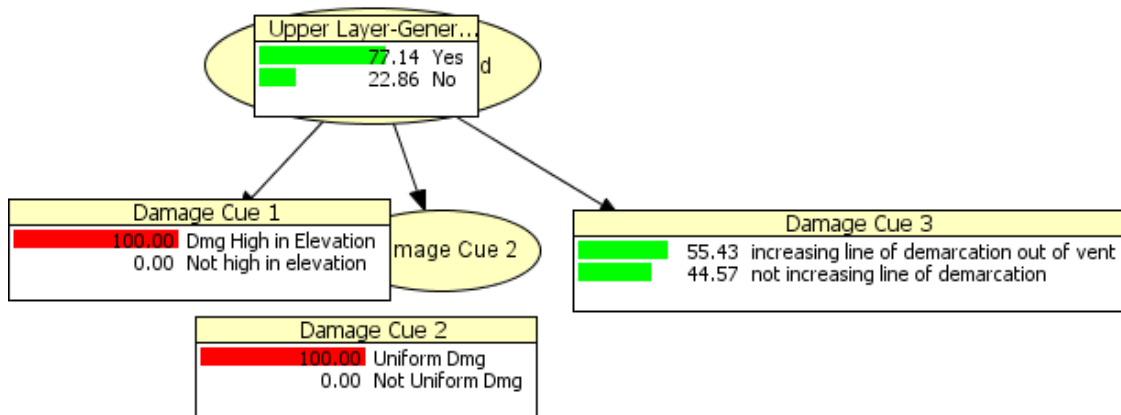 Upper Layer-Gener...
77.14 Yes
22.86 No
d
Damage Cue 1
100.00 Dmg High in Elevation
0.00 Not high in elevation
mage Cue 2
Damage Cue 3
55.43 increasing line of demarcation out of vent
44.57 not increasing line of demarcation
Damage Cue 2
100.00 Uniform Dmg
0.00 Not Uniform Dmg